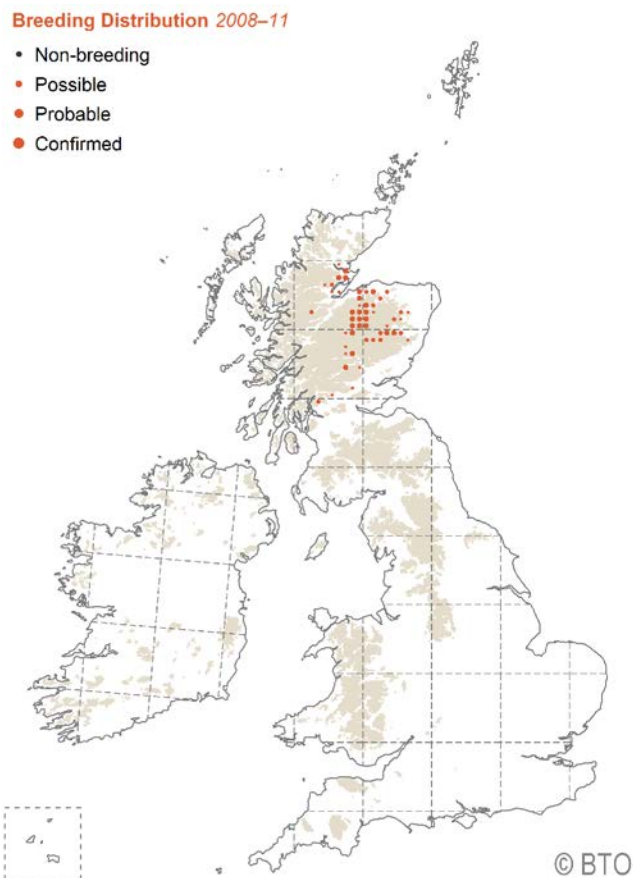 Breeding Distribution 2008–11
Non-breeding
Possible
Probable
Confirmed
© BTO